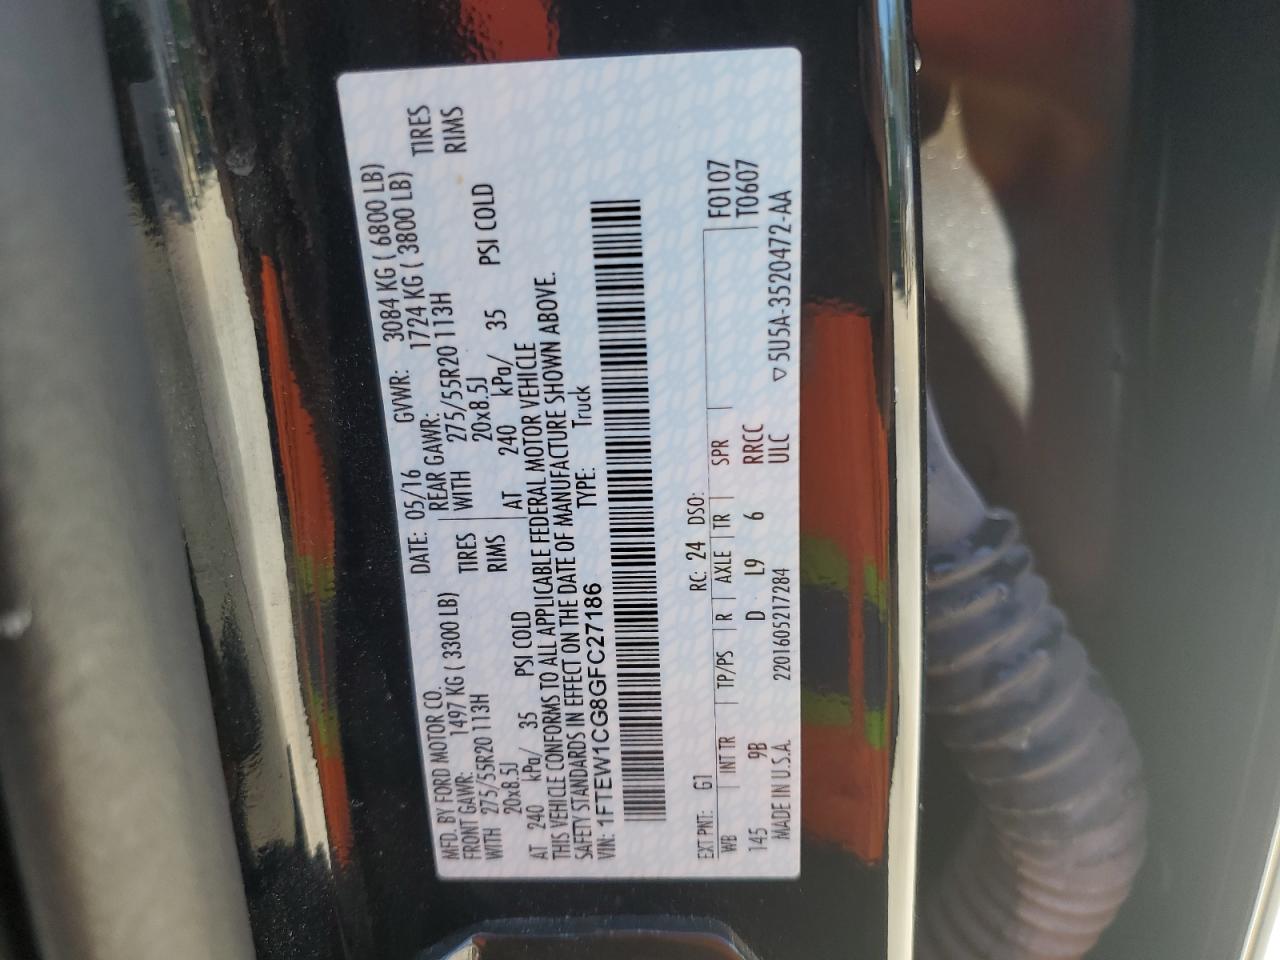 MFD. BY FORD MOTOR CO.
DATE: 05/16 GVWR: 3084 KG ( 6800 LB)
FRONT GAWR: 1497 KG ( 3300 LB) REAR GAWR: 1724 KG ( 3800 LB)
WITH 275/55R20 113H TIRES WITH 275/55R20 113H TIRES
20x8.5J RIMS 20x8.5J RIMS
AT 240 kPa/ 35 PSI COLD AT 240 kPa/ 35 PSI COLD
THIS VEHICLE CONFORMS TO ALL APPLICABLE FEDERAL MOTOR VEHICLE
SAFETY STANDARDS IN EFFECT ON THE DATE OF MANUFACTURE SHOWN ABOVE.
VIN: 1FTEW1CG8GFC27186 TYPE: Truck
EXT PNT: G1 RC: 24 DSO: F0107
WB INT TR TP/PS R AXLE TR SPR T0607
145 9B D L9 6 RRCC
MADE IN U.S.A. 2201605217284 ULC ▽5U5A-3520472-AA